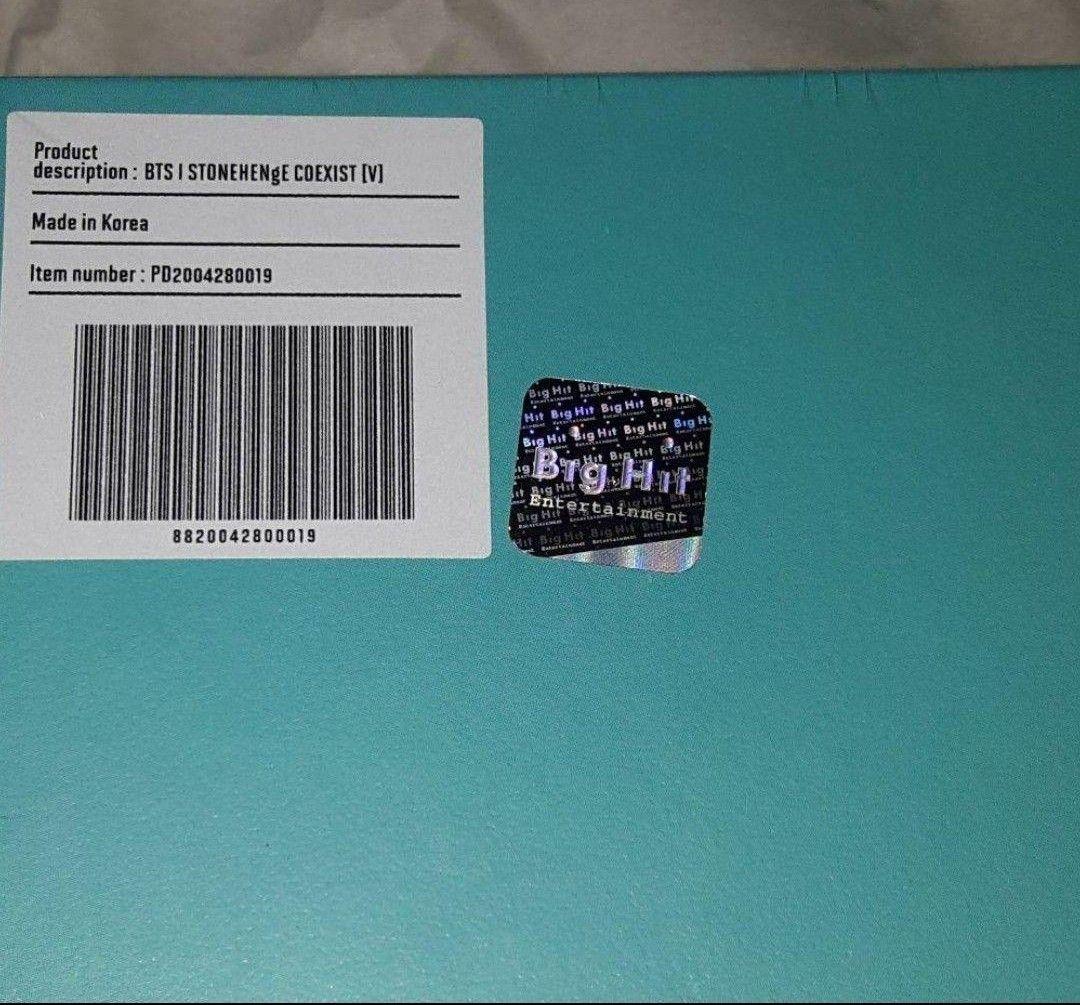 Product
description : BTS I STONEHENgE COEXIST [V]
Made in Korea
Item number : PD2004280019
8820042800019
Big Hit
Entertainment